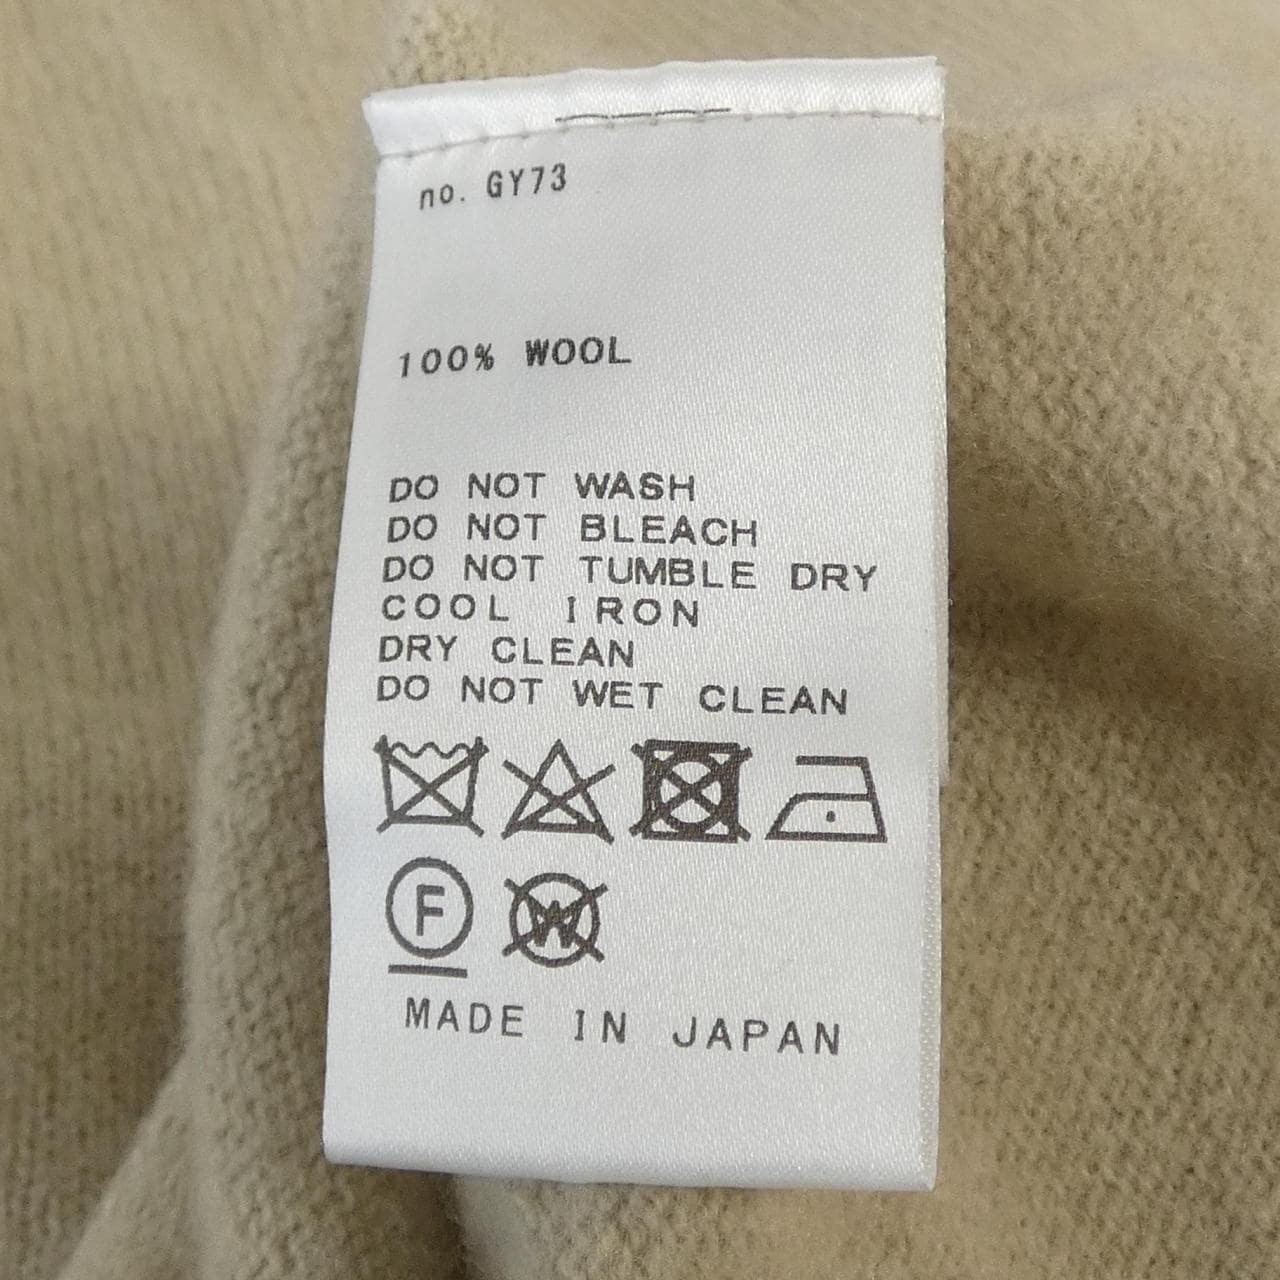 no. GY73
100% WOOL
DO NOT WASH
DO NOT BLEACH
DO NOT TUMBLE DRY
COOL IRON
DRY CLEAN
DO NOT WET CLEAN
F W
MADE IN JAPAN